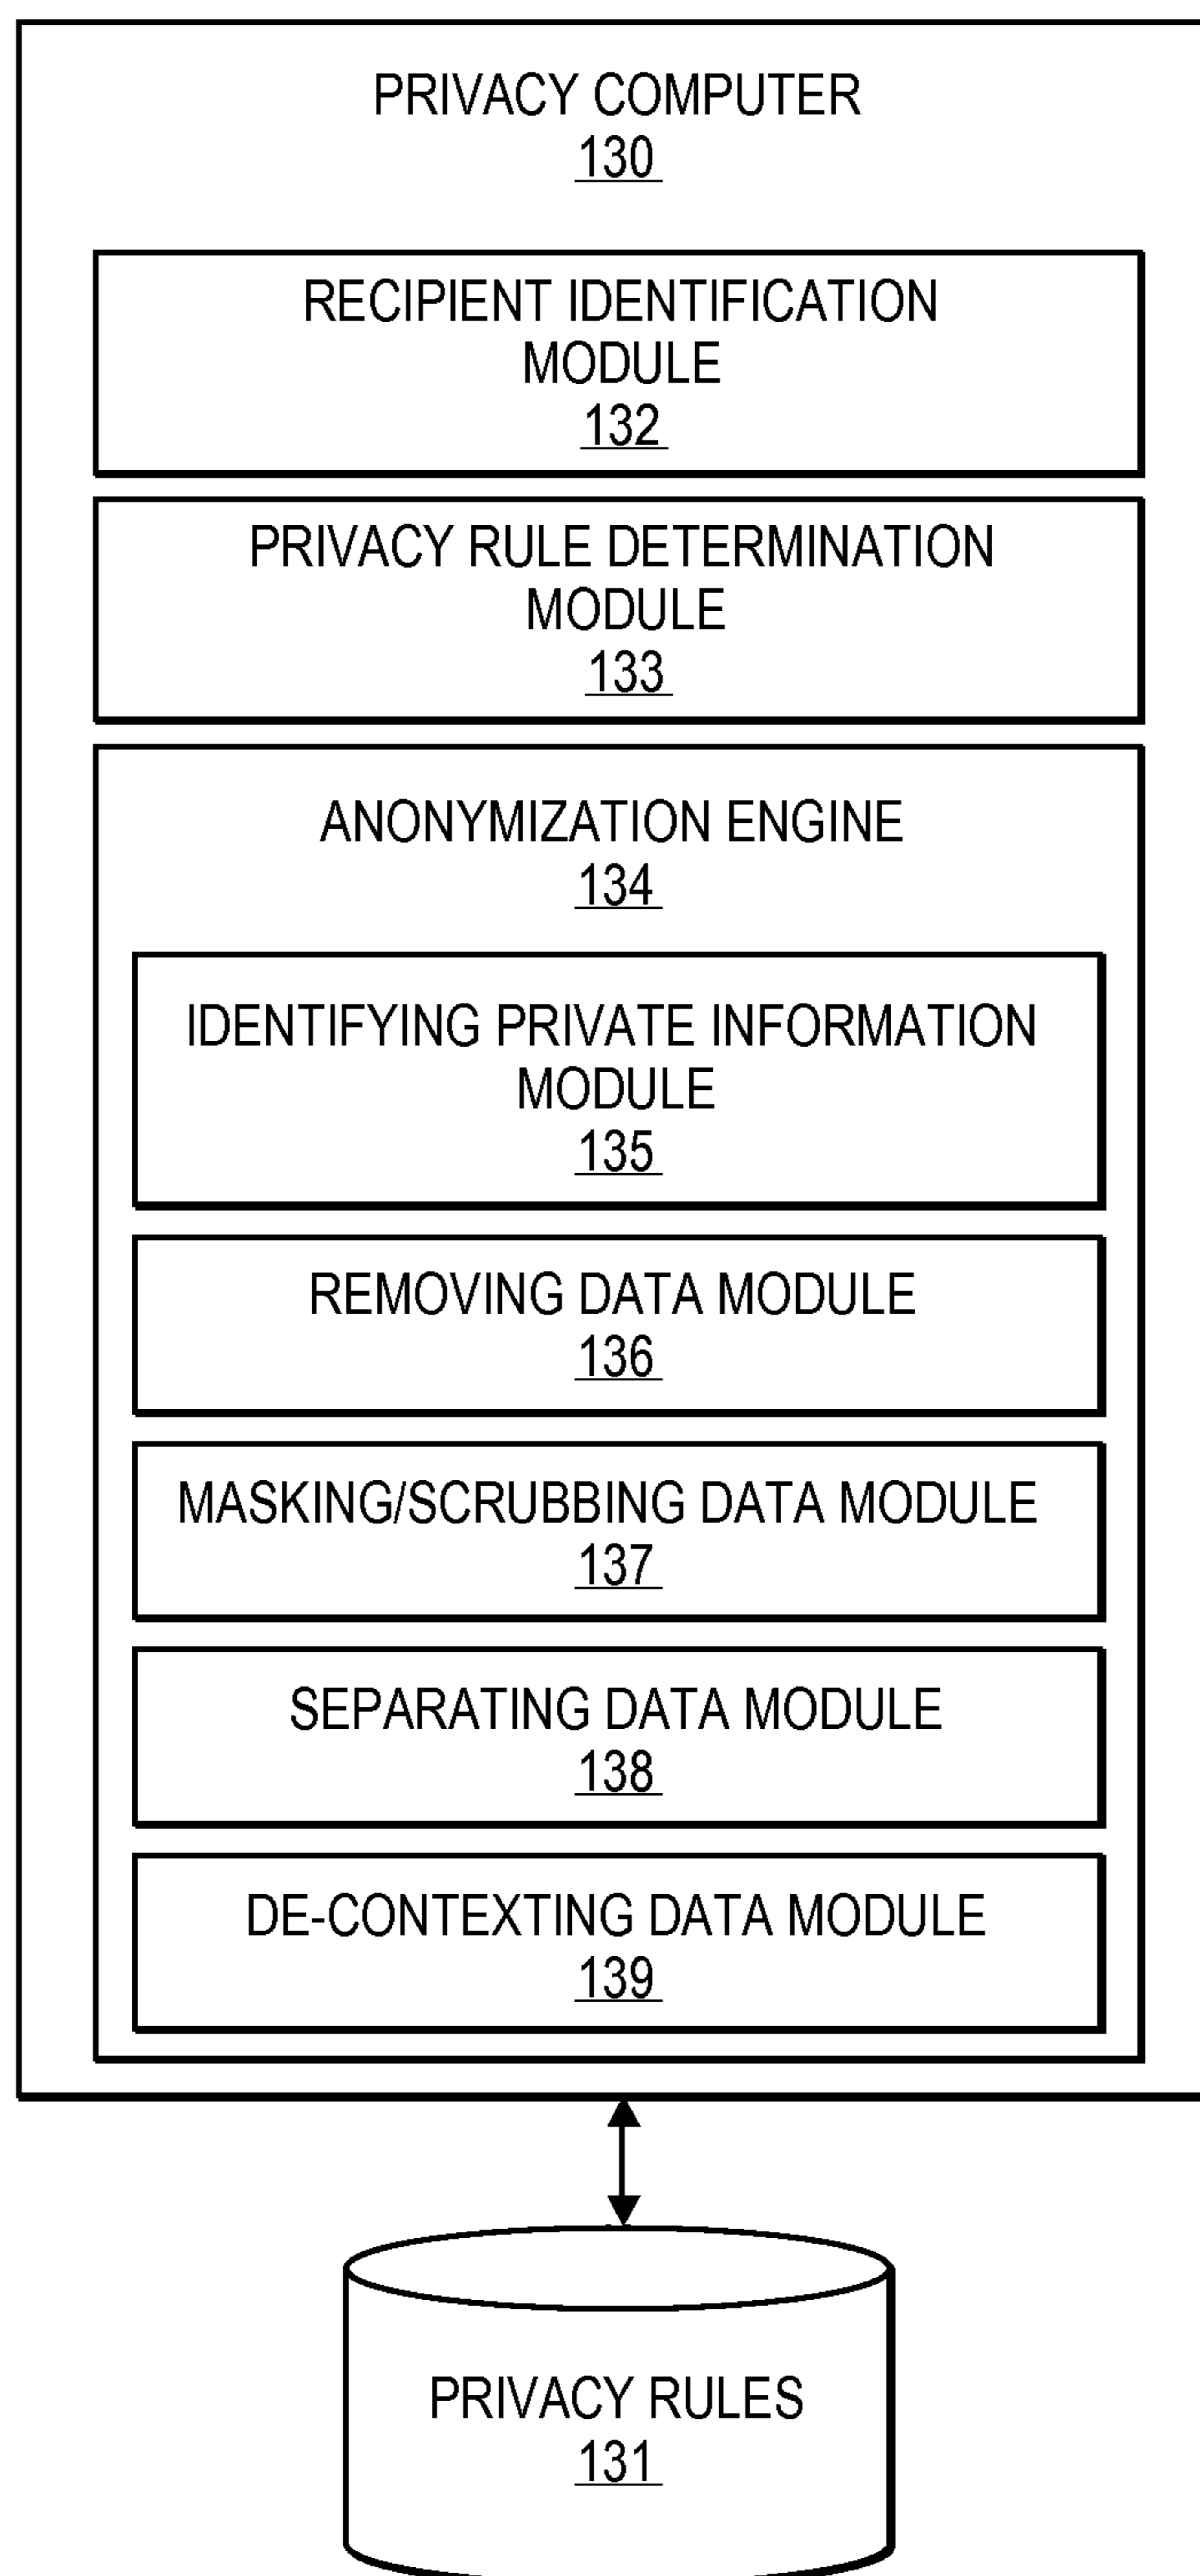 PRIVACY COMPUTER
130
RECIPIENT IDENTIFICATION
MODULE
132
PRIVACY RULE DETERMINATION
MODULE
133
ANONYMIZATION ENGINE
134
IDENTIFYING PRIVATE INFORMATION
MODULE
135
REMOVING DATA MODULE
136
MASKING/SCRUBBING DATA MODULE
137
SEPARATING DATA MODULE
138
DE-CONTEXTING DATA MODULE
139
PRIVACY RULES
131